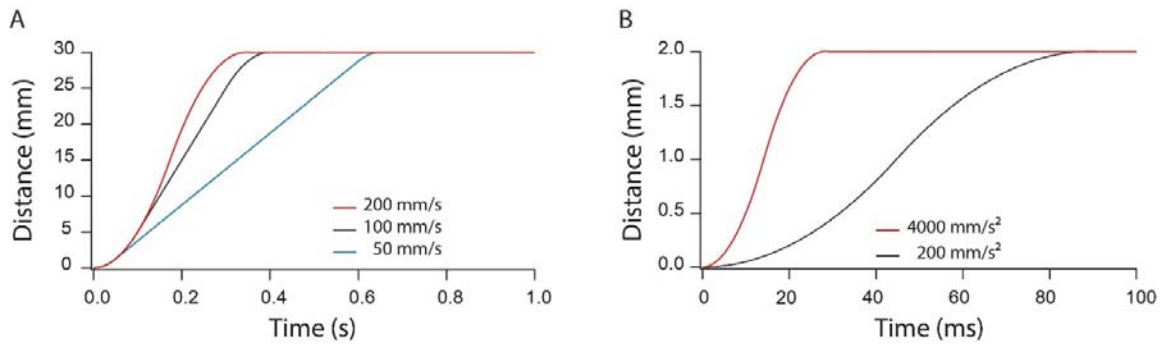 A
30
25
20
15
10
5
0
Distance (mm)
200 mm/s
100 mm/s
50 mm/s
0.0 0.2 0.4 0.6 0.8 1.0
Time (s)
B
2.0
1.5
1.0
0.5
0.0
Distance (mm)
4000 mm/s²
200 mm/s²
0 20 40 60 80 100
Time (ms)